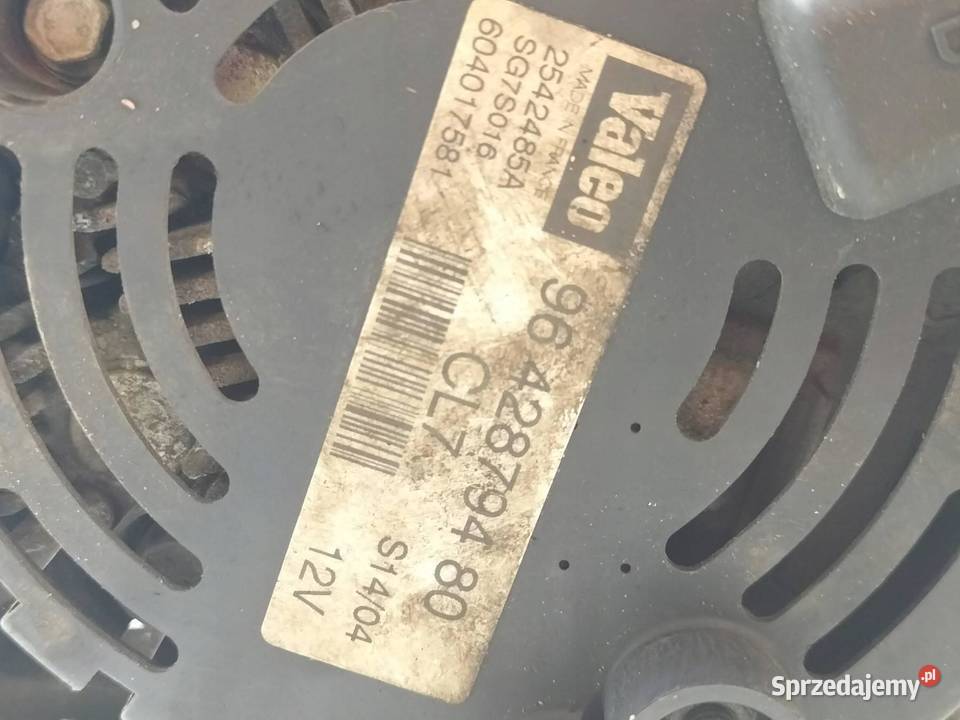 Valeo
MADE IN FRANCE
2542485A
SG7S016
604017581
96 428794 80
CL7
S14/04
12V
Sprzedajemy.pl